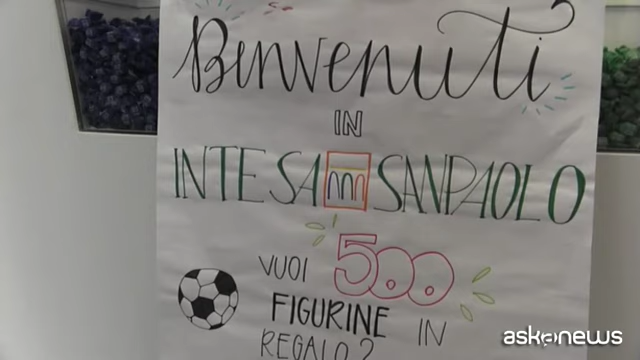 Benvenuti
IN
INTESA SANPAOLO
VUOI 500
FIGURINE IN
REGALO?
askanews